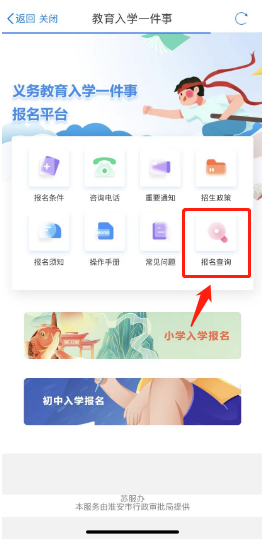 返回 关闭 教育入学一件事
义务教育入学一件事
报名平台
报名条件 咨询电话 重要通知 招生政策
报名须知 操作手册 常见问题 报名查询
小学入学报名
初中入学报名
苏服办
本服务由淮安市行政审批局提供